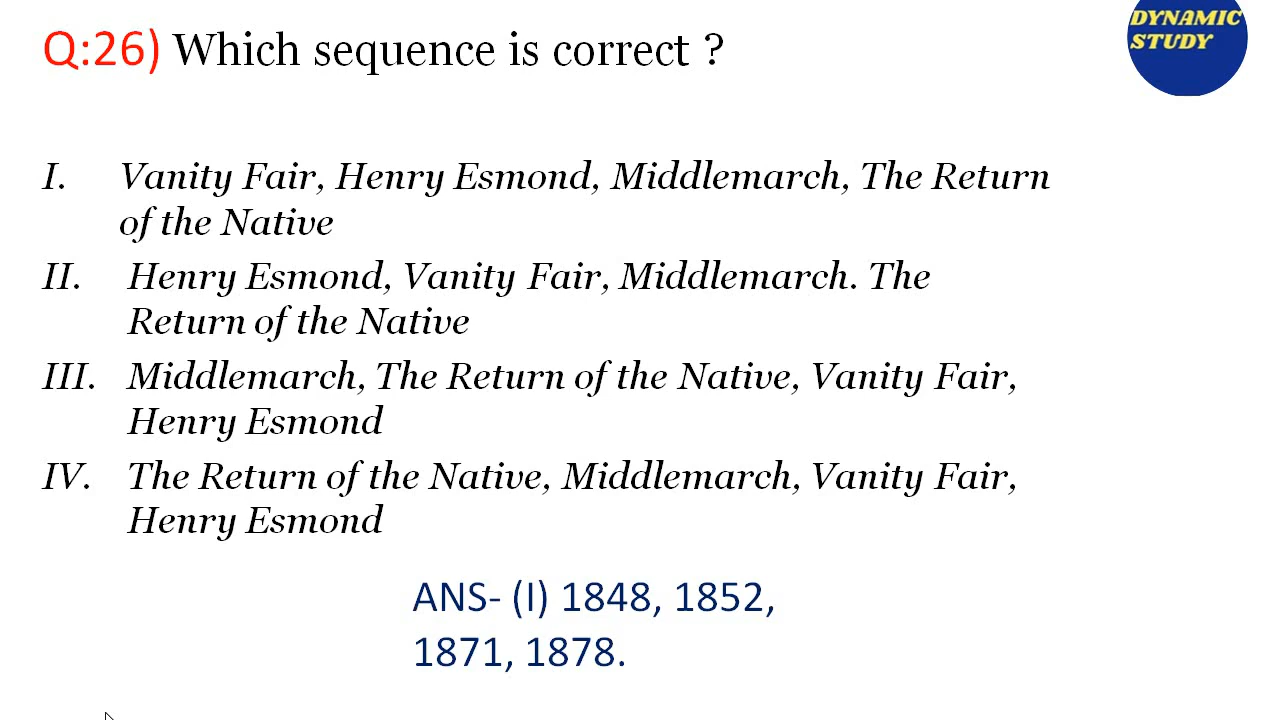 DYNAMIC
STUDY
Q:26) Which sequence is correct ?
I. Vanity Fair, Henry Esmond, Middlemarch, The Return
of the Native
II. Henry Esmond, Vanity Fair, Middlemarch. The
Return of the Native
III. Middlemarch, The Return of the Native, Vanity Fair,
Henry Esmond
IV. The Return of the Native, Middlemarch, Vanity Fair,
Henry Esmond
ANS- (I) 1848, 1852,
1871, 1878.